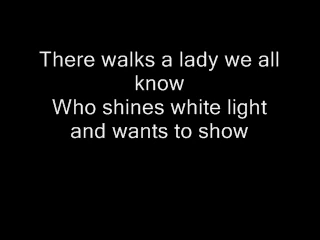 There walks a lady we all
know
Who shines white light
and wants to show